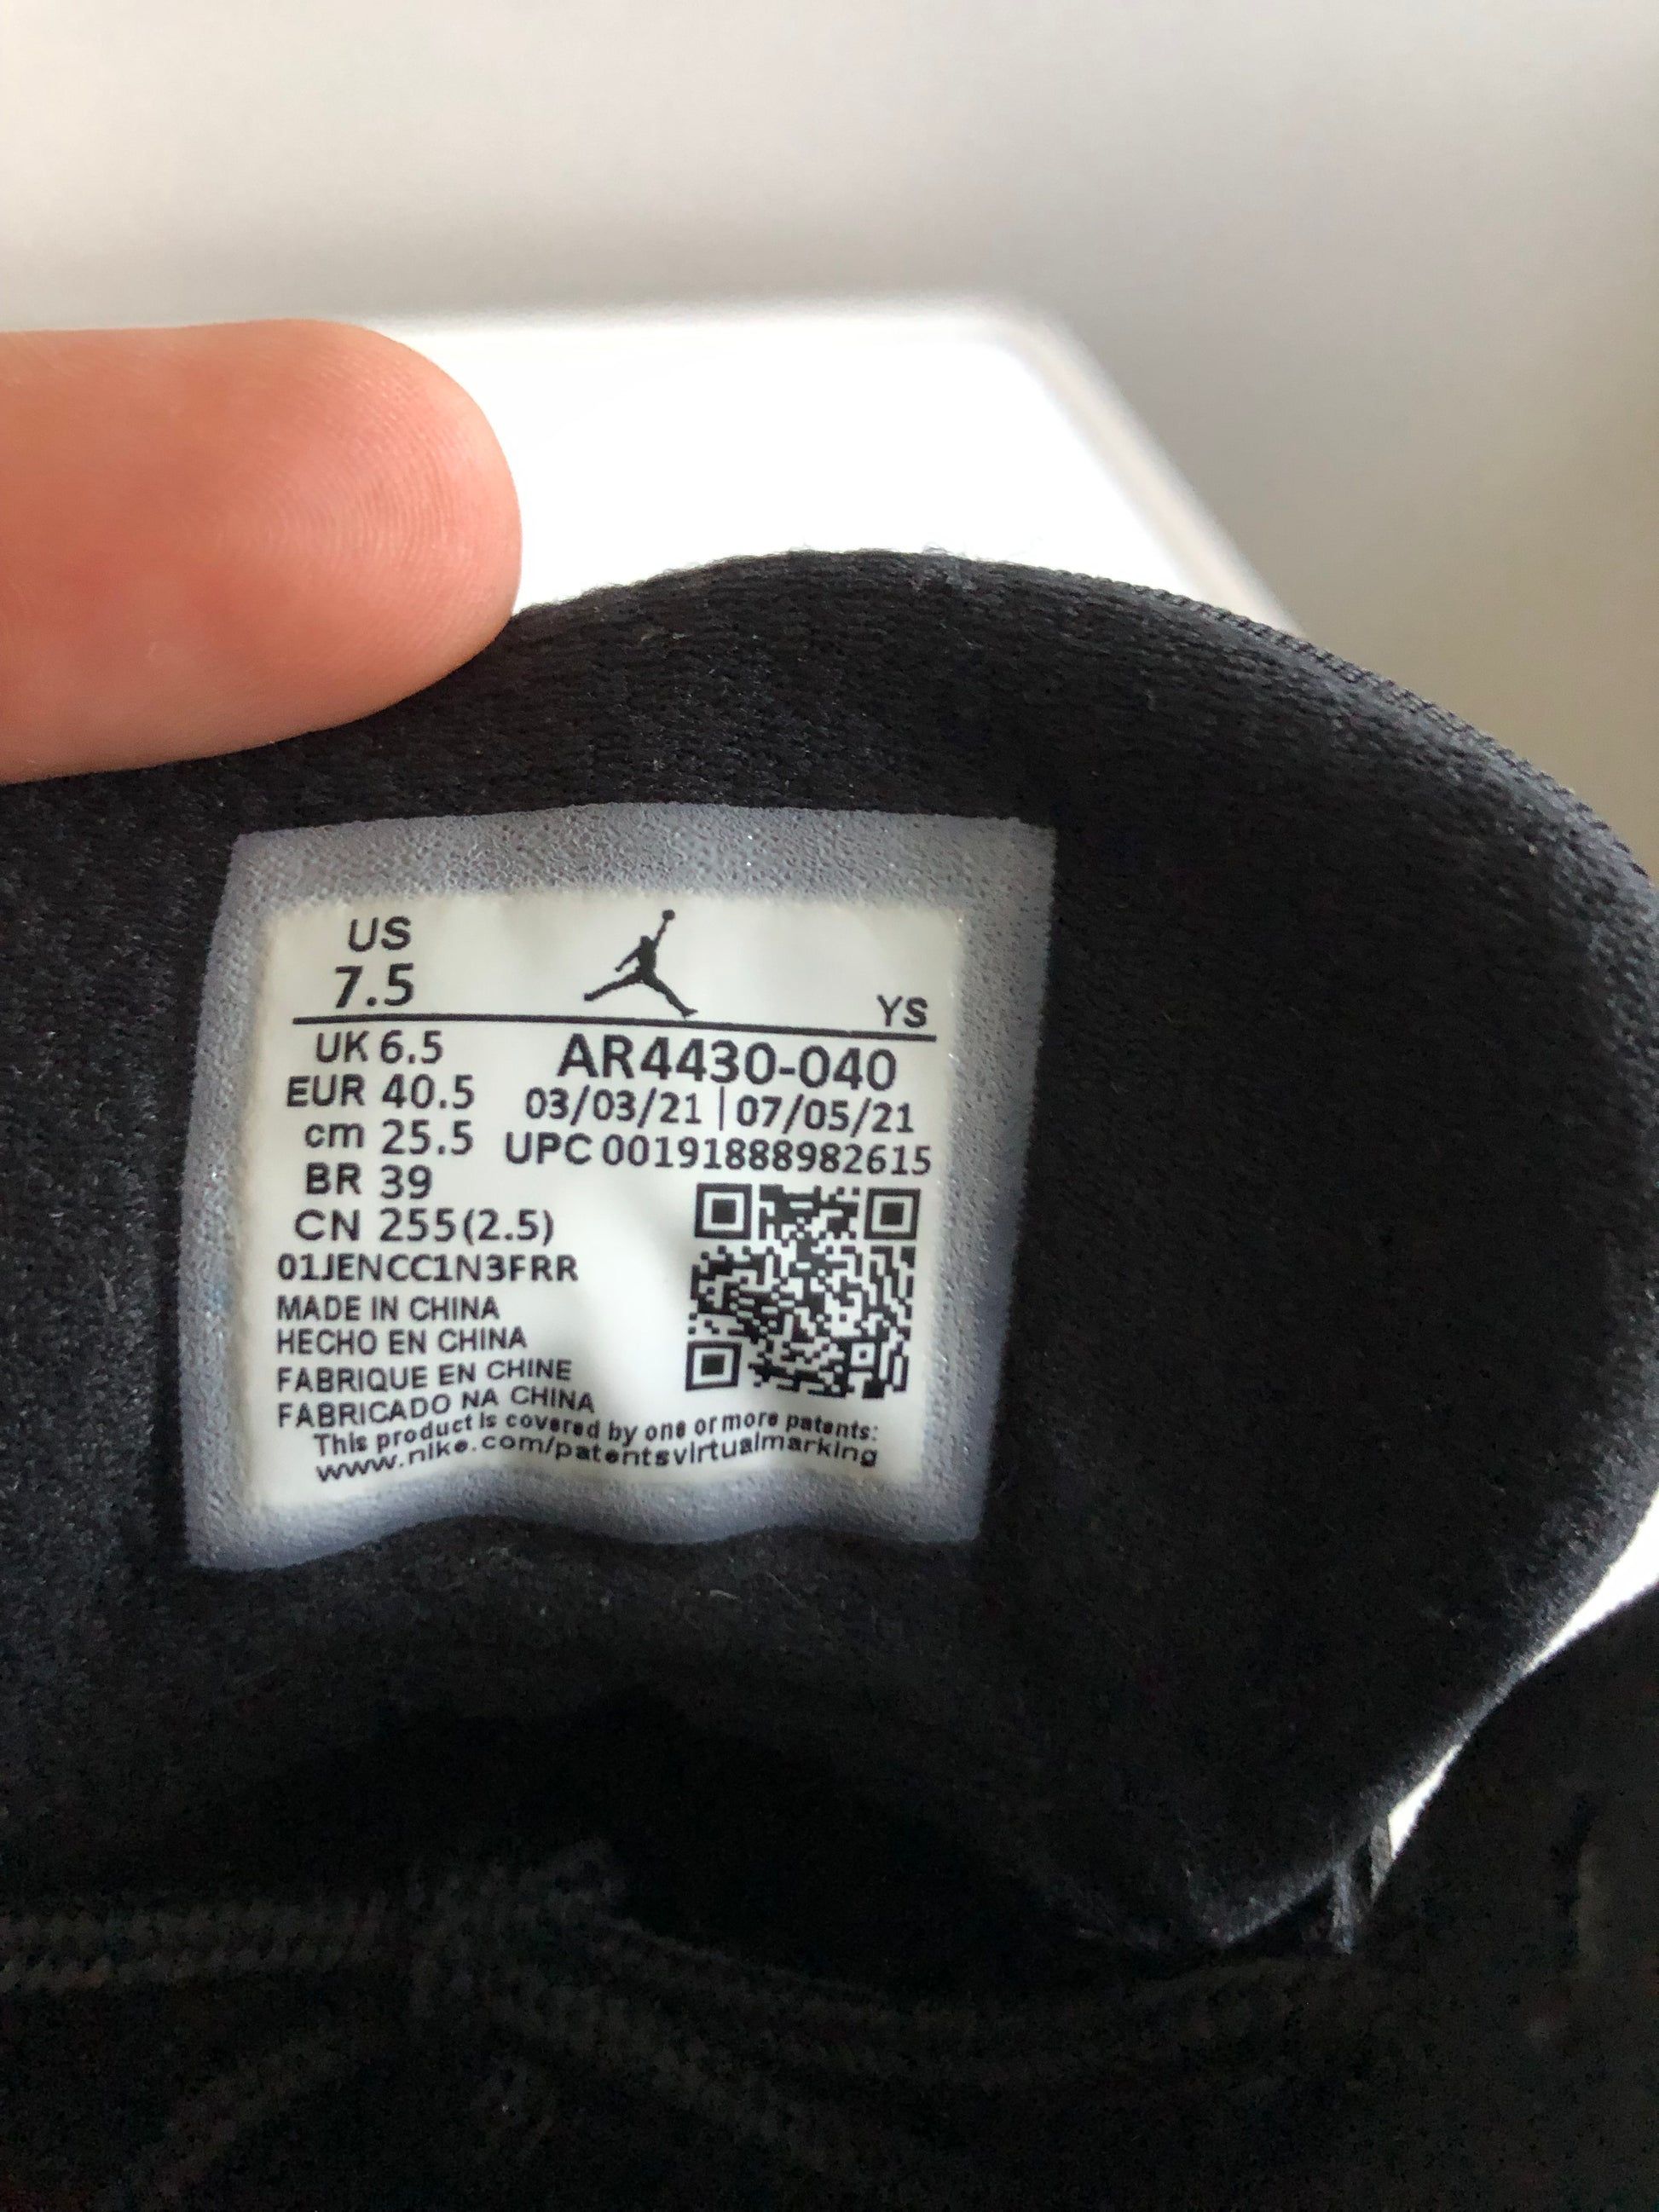 US
7.5
YS
UK 6.5
AR4430-040
EUR 40.5
03/03/21 | 07/05/21
cm 25.5
UPC 00191888982615
BR 39
CN 255(2.5)
01JENCC1N3FRR
MADE IN CHINA
HECHO EN CHINA
FABRIQUE EN CHINE
FABRICADO NA CHINA
This product is covered by one or more patents:
www.nike.com/patentsvirtualmarking